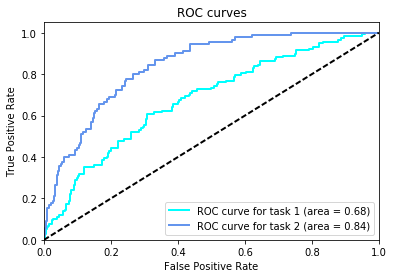 ROC curves
True Positive Rate
1.0
0.8
0.6
0.4
0.2
0.0
ROC curve for task 1 (area = 0.68)
ROC curve for task 2 (area = 0.84)
0.0 0.2 0.4 0.6 0.8 1.0
False Positive Rate